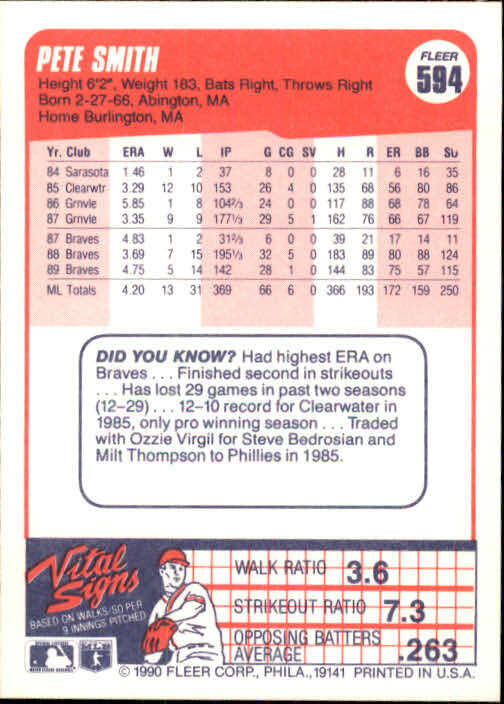 PETE SMITH
FLEER
594
Height 6'2", Weight 183, Bats Right, Throws Right
Born 2-27-66, Abington, MA
Home Burlington, MA
Yr. Club ERA W L IP G CG SV H R ER BB SO
84 Sarasota 1.46 1 2 37 8 0 0 28 11 6 16 35
85 Clearwtr 3.29 12 10 153 26 4 0 135 68 56 80 86
86 Grnvle 5.85 1 8 104 2/3 24 0 0 117 88 68 78 64
87 Grnvle 3.35 9 9 177 1/3 29 5 1 162 76 66 67 119
87 Braves 4.83 1 2 31 2/3 6 0 0 39 21 17 14 11
88 Braves 3.69 7 15 195 1/3 32 5 0 183 89 80 88 124
89 Braves 4.75 5 14 142 28 1 0 144 83 75 57 115
ML Totals 4.20 13 31 369 66 6 0 366 193 172 159 250
DID YOU KNOW? Had highest ERA on
Braves . . . Finished second in strikeouts
. . . Has lost 29 games in past two seasons
(12-29) . . . 12-10 record for Clearwater in
1985, only pro winning season . . . Traded
with Ozzie Virgil for Steve Bedrosian and
Milt Thompson to Phillies in 1985.
Vital
Signs
BASED ON WALKS/SO PER
9 INNINGS PITCHED
WALK RATIO 3.6
STRIKEOUT RATIO 7.3
OPPOSING BATTERS
AVERAGE .263
© 1990 FLEER CORP., PHILA., 19141 PRINTED IN U.S.A.